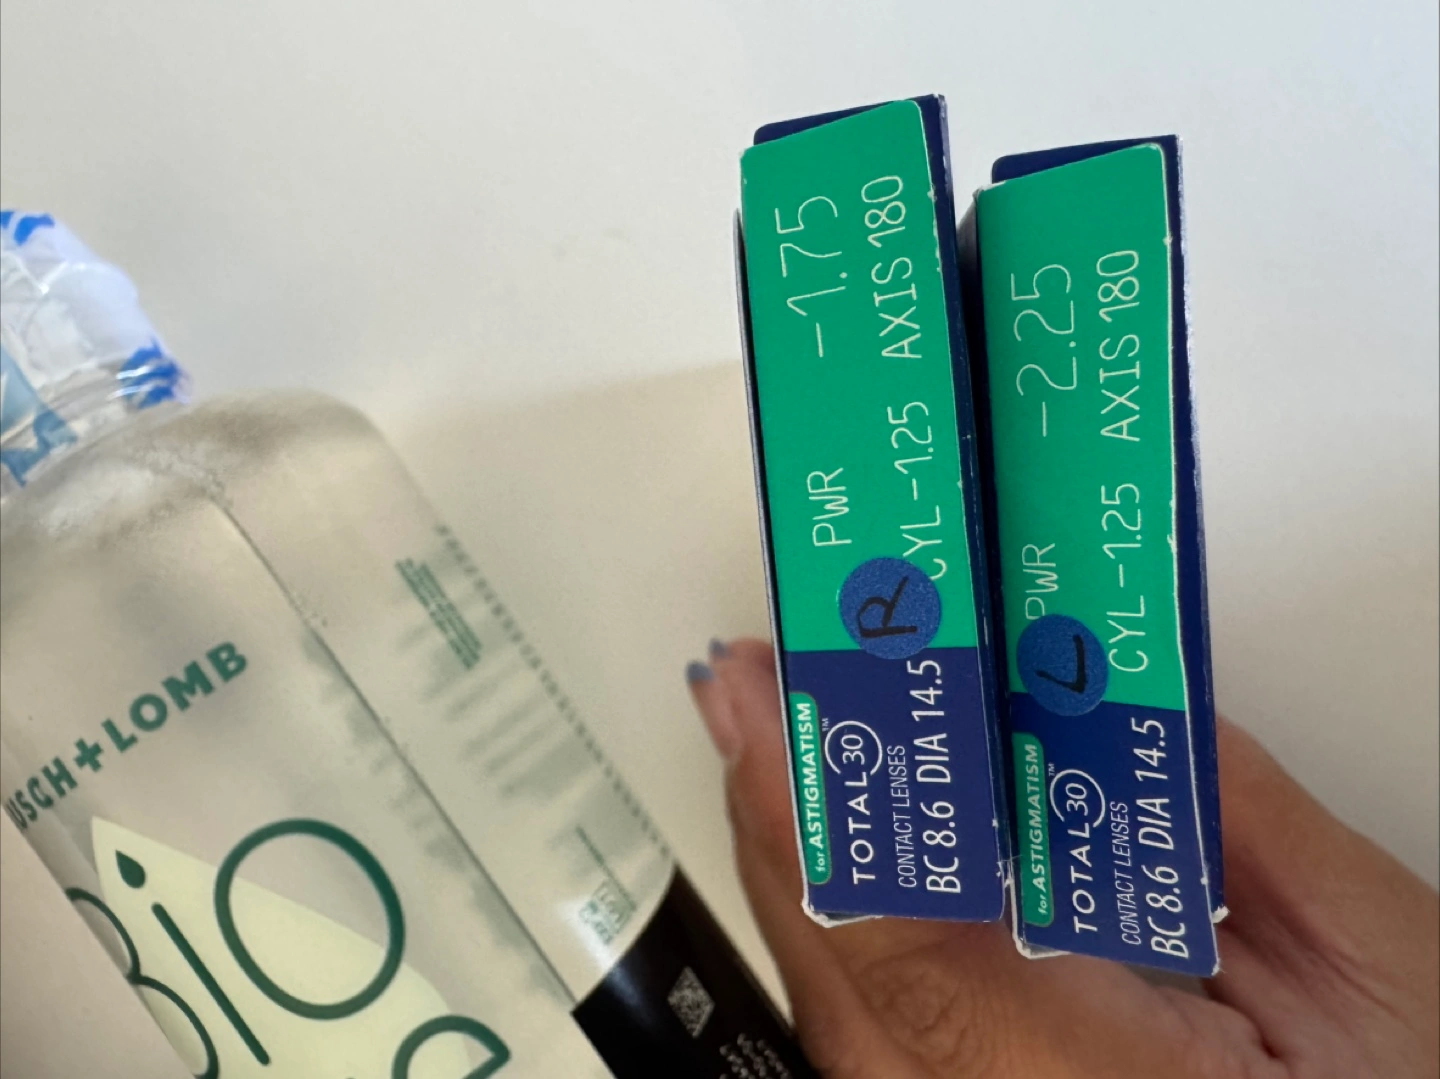 USCH + LOMB
Bio
PWR -1.75
CYL -1.25 AXIS 180
R
for ASTIGMATISM™
TOTAL30
CONTACT LENSES
BC 8.6 DIA 14.5
PWR -2.25
CYL -1.25 AXIS 180
L
for ASTIGMATISM™
TOTAL30
CONTACT LENSES
BC 8.6 DIA 14.5